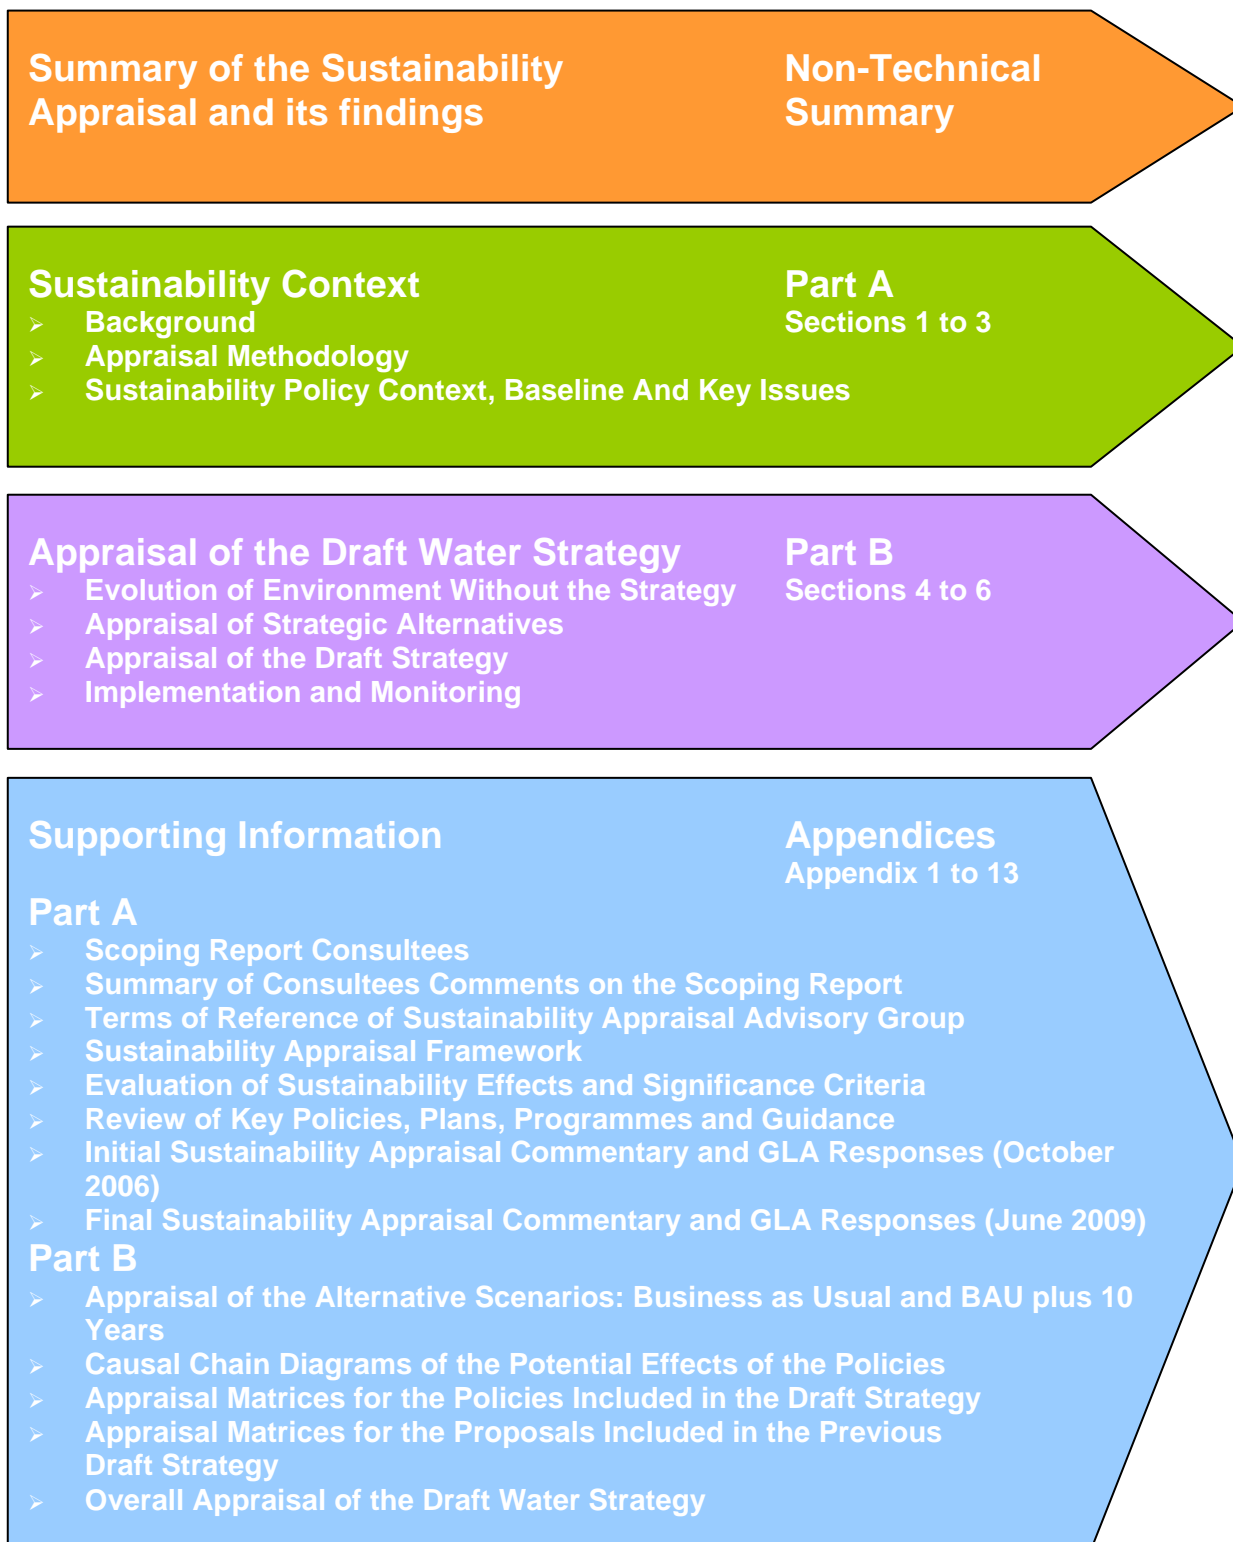 Summary of the Sustainability
Appraisal and its findings
Non-Technical
Summary
Sustainability Context
Part A
➢ Background
Sections 1 to 3
➢ Appraisal Methodology
➢ Sustainability Policy Context, Baseline And Key Issues
Appraisal of the Draft Water Strategy
Part B
➢ Evolution of Environment Without the Strategy
Sections 4 to 6
➢ Appraisal of Strategic Alternatives
➢ Appraisal of the Draft Strategy
➢ Implementation and Monitoring
Supporting Information
Appendices
Appendix 1 to 13
Part A
➢ Scoping Report Consultees
➢ Summary of Consultees Comments on the Scoping Report
➢ Terms of Reference of Sustainability Appraisal Advisory Group
➢ Sustainability Appraisal Framework
➢ Evaluation of Sustainability Effects and Significance Criteria
➢ Review of Key Policies, Plans, Programmes and Guidance
➢ Initial Sustainability Appraisal Commentary and GLA Responses (October
2006)
➢ Final Sustainability Appraisal Commentary and GLA Responses (June 2009)
Part B
➢ Appraisal of the Alternative Scenarios: Business as Usual and BAU plus 10
Years
➢ Causal Chain Diagrams of the Potential Effects of the Policies
➢ Appraisal Matrices for the Policies Included in the Draft Strategy
➢ Appraisal Matrices for the Proposals Included in the Previous
Draft Strategy
➢ Overall Appraisal of the Draft Water Strategy